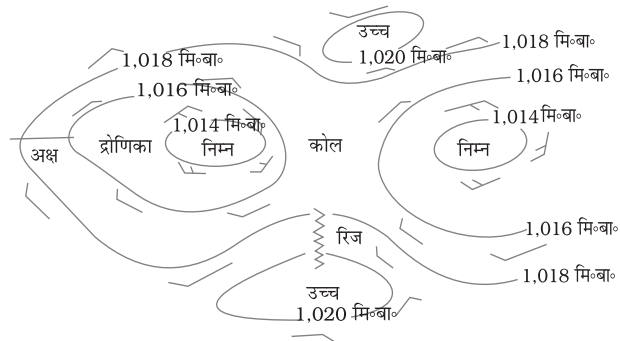 उच्च
1,020 मि॰बा॰
1,018 मि॰बा॰
1,018 मि॰बा॰
1,016 मि॰बा॰
1,016 मि॰बा॰
1,014 मि॰बा॰
1,014 मि॰बा॰
अक्ष
द्रोणिका
निम्न
कोल
निम्न
1,016 मि॰बा॰
रिज
1,018 मि॰बा॰
उच्च
1,020 मि॰बा॰